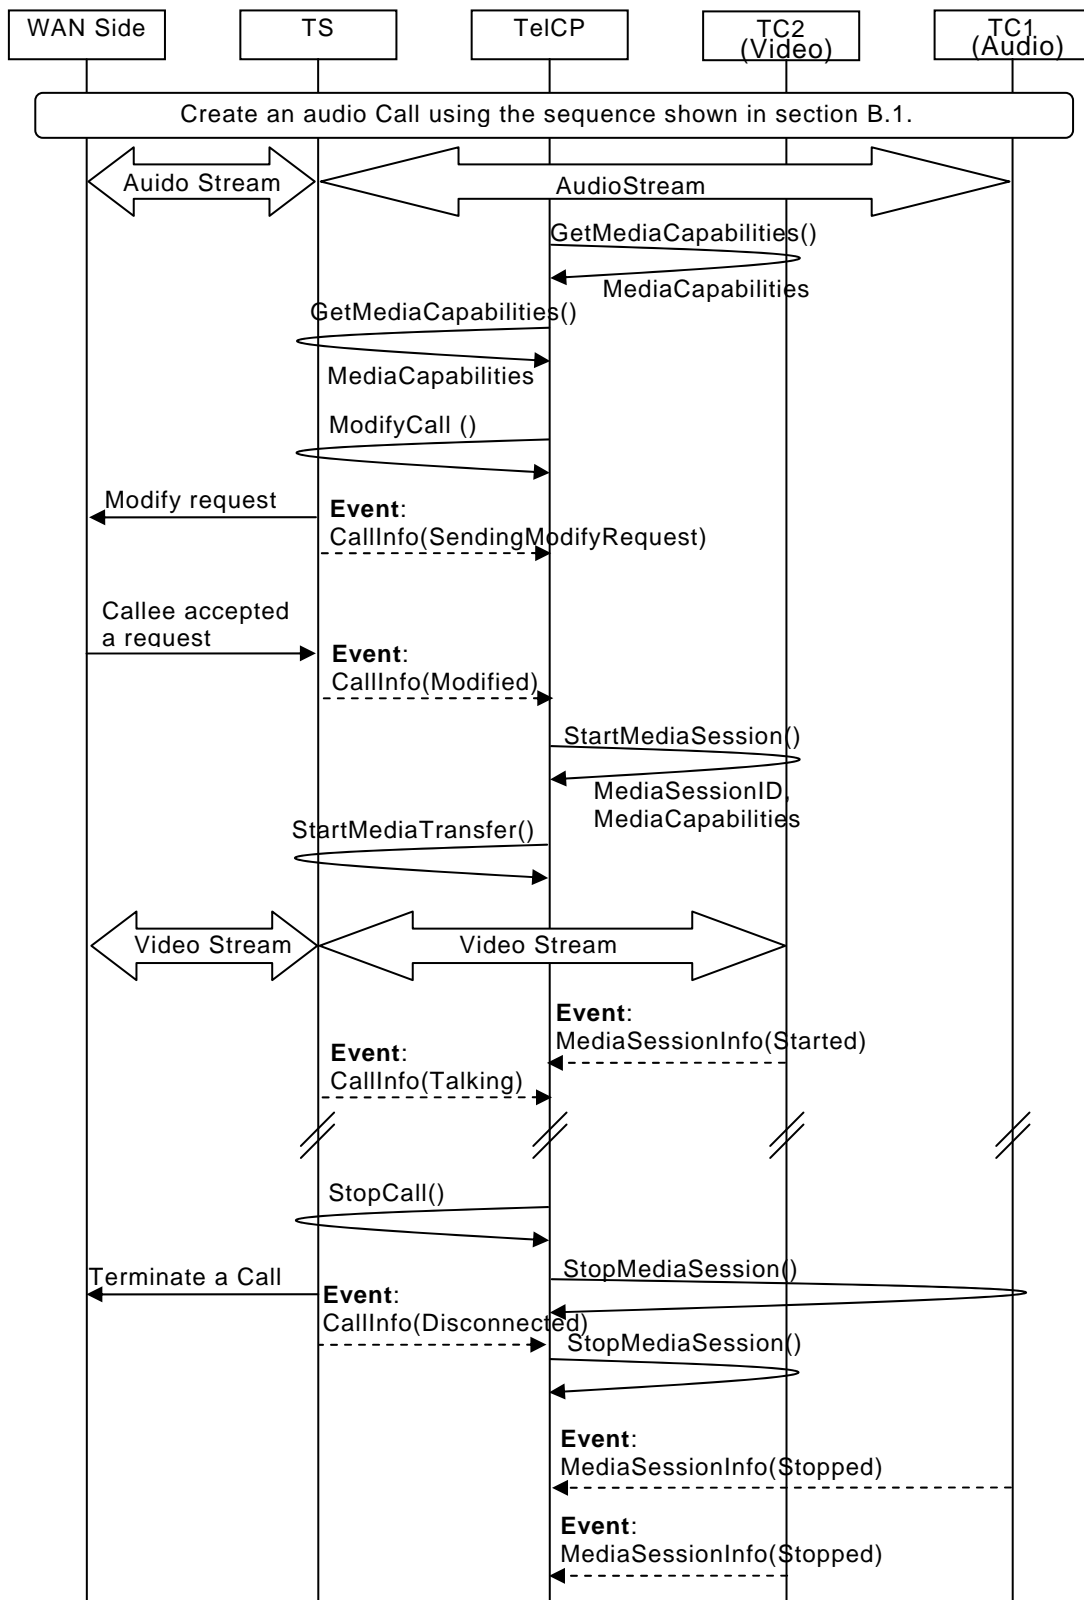 WAN Side
TS
TelCP
TC2
(Video)
TC1
(Audio)
Create an audio Call using the sequence shown in section B.1.
Auido Stream
AudioStream
GetMediaCapabilities()
MediaCapabilities
GetMediaCapabilities()
MediaCapabilities
ModifyCall ()
Modify request
Event:
CallInfo(SendingModifyRequest)
Callee accepted
a request
Event:
CallInfo(Modified)
StartMediaSession()
MediaSessionID,
MediaCapabilities
StartMediaTransfer()
Video Stream
Video Stream
Event:
MediaSessionInfo(Started)
Event:
CallInfo(Talking)
StopCall()
StopMediaSession()
Terminate a Call
Event:
CallInfo(Disconnected)
StopMediaSession()
Event:
MediaSessionInfo(Stopped)
Event:
MediaSessionInfo(Stopped)